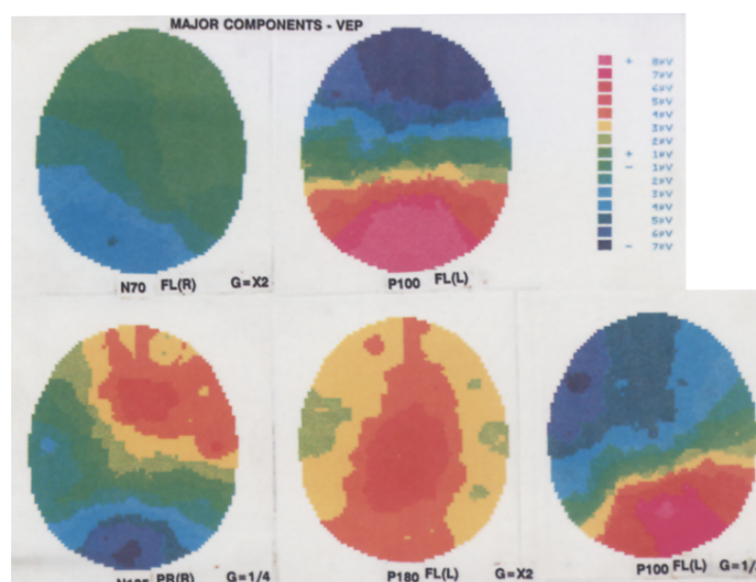 MAJOR COMPONENTS - VEP
+ 8µV
7µV
6µV
5µV
4µV
3µV
2µV
+ 1µV
- 1µV
2µV
3µV
4µV
5µV
6µV
- 7µV
N70 FL(R) G=X2
P100 FL(L)
PR(R) G=1/4
P180 FL(L) G=X2
P100 FL(L)